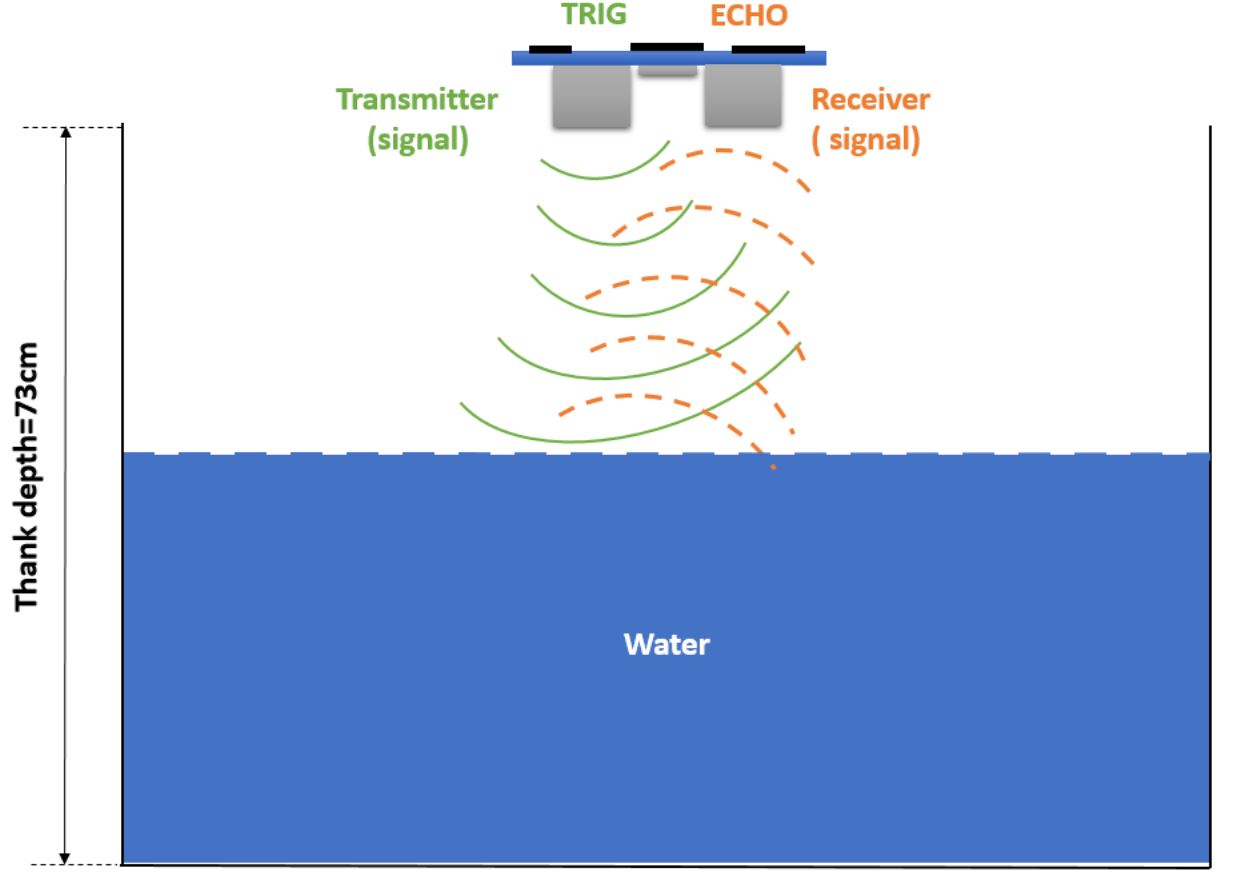 TRIG
ECHO
Transmitter
(signal)
Receiver
( signal)
Thank depth=73cm
Water